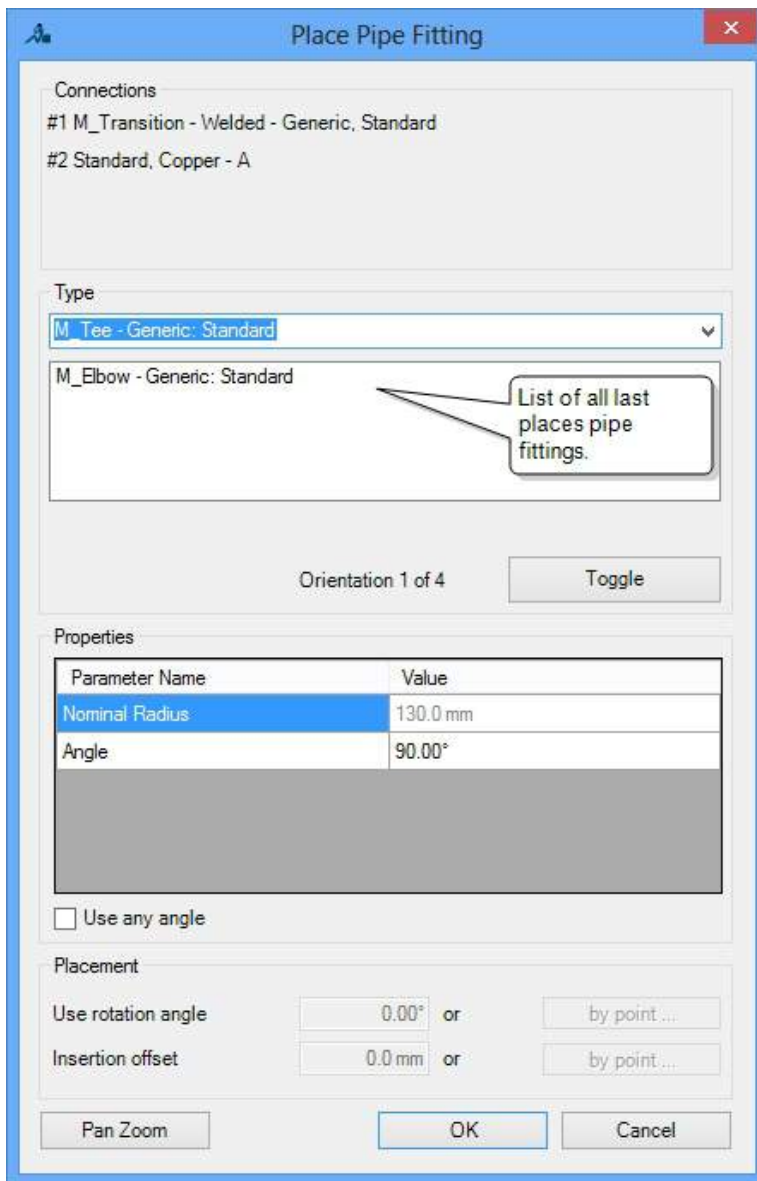 Place Pipe Fitting
Connections
#1 M_Transition - Welded - Generic, Standard
#2 Standard, Copper - A
Type
M_Tee - Generic: Standard
M_Elbow - Generic: Standard
List of all last
places pipe
fittings.
Orientation 1 of 4
Toggle
Properties
Parameter Name Value
Nominal Radius 130.0 mm
Angle 90.00°
Use any angle
Placement
Use rotation angle 0.00° or by point ...
Insertion offset 0.0 mm or by point ...
Pan Zoom OK Cancel